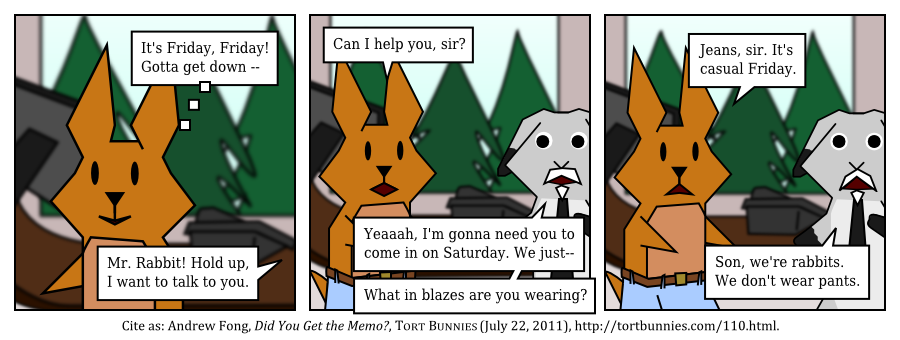 It's Friday, Friday!
Gotta get down --
Mr. Rabbit! Hold up,
I want to talk to you.
Can I help you, sir?
Yeaaah, I'm gonna need you to
come in on Saturday. We just--
What in blazes are you wearing?
Jeans, sir. It's
casual Friday.
Son, we're rabbits.
We don't wear pants.
Cite as: Andrew Fong, Did You Get the Memo?, TORT BUNNIES (July 22, 2011), http://tortbunnies.com/110.html.